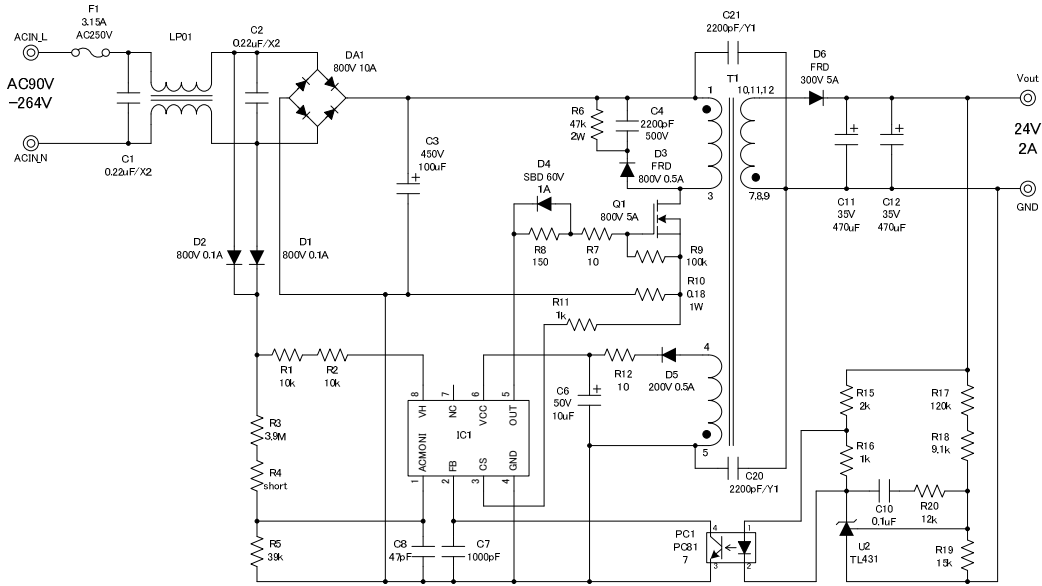 F1
3.15A
AC250V
ACIN_L
LP01
C2
0.22uF/X2
DA1
800V 10A
AC90V
-264V
ACIN_N
C1
0.22uF/X2
C3
450V
100uF
R6
47k
2W
C4
2200pF
500V
D3
FRD
800V 0.5A
C21
2200pF/Y1
T1
1
10,11,12
3
7.8.9
D6
FRD
300V 5A
Vout
24V
2A
GND
C11
35V
470uF
C12
35V
470uF
D4
SBD 60V
1A
Q1
800V 5A
R8
150
R7
10
R9
100k
R10
0.18
1W
D2
800V 0.1A
D1
800V 0.1A
R11
1k
R1
10k
R2
10k
R12
10
D5
200V 0.5A
4
5
C6
50V
10uF
R3
3.9M
R4
short
R5
39k
8
7
6
5
VH
NC
VCC
OUT
IC1
ACMONI
FB
CS
GND
1
2
3
4
C8
47pF
C7
1000pF
C20
2200pF/Y1
R15
2k
R16
1k
R17
120k
R18
9.1k
C10
0.1uF
R20
12k
R19
15k
U2
TL431
PC1
PC81
7
4
3
1
2